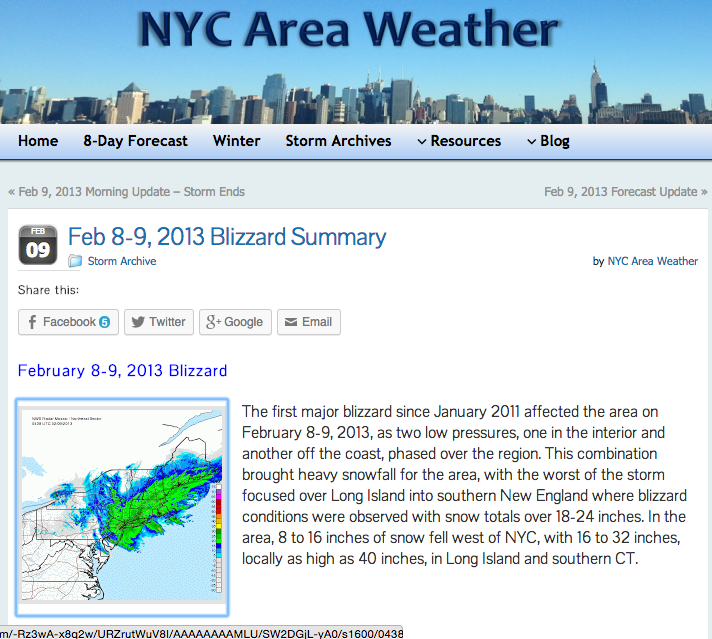 NYC Area Weather
Home 8-Day Forecast Winter Storm Archives Resources Blog
« Feb 9, 2013 Morning Update – Storm Ends Feb 9, 2013 Forecast Update »
FEB
09
Feb 8-9, 2013 Blizzard Summary
Storm Archive by NYC Area Weather
Share this:
Facebook 5 Twitter g+ Google Email
February 8-9, 2013 Blizzard
NWS Radar Mosaic - Northeast Sector
The first major blizzard since January 2011 affected the area on
February 8-9, 2013, as two low pressures, one in the interior and
another off the coast, phased over the region. This combination
brought heavy snowfall for the area, with the worst of the storm
focused over Long Island into southern New England where blizzard
conditions were observed with snow totals over 18-24 inches. In the
area, 8 to 16 inches of snow fell west of NYC, with 16 to 32 inches,
locally as high as 40 inches, in Long Island and southern CT.
m/-Rz3wA-x8q2w/URZrutWuV8I/AAAAAAAAMLU/SW2DGjL-yA0/s1600/0438